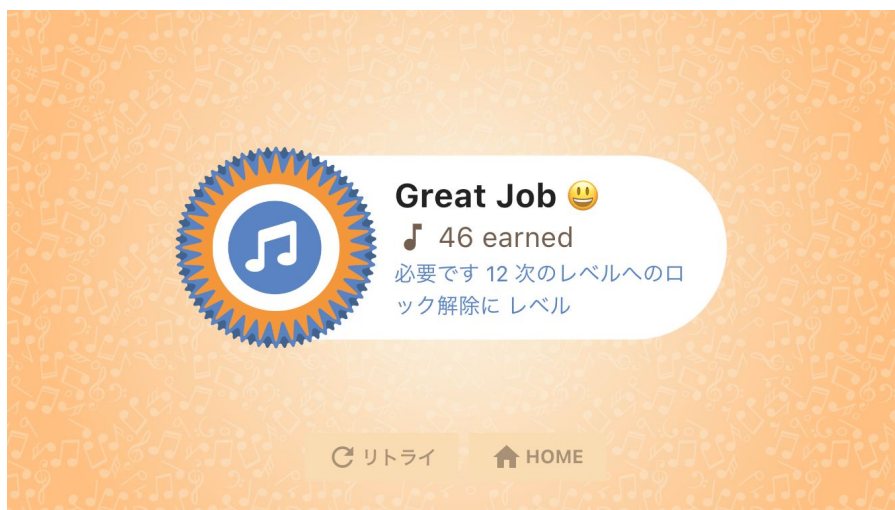 Great Job 😃
46 earned
必要です 12 次のレベルへのロ
ック解除に レベル
リトライ
HOME